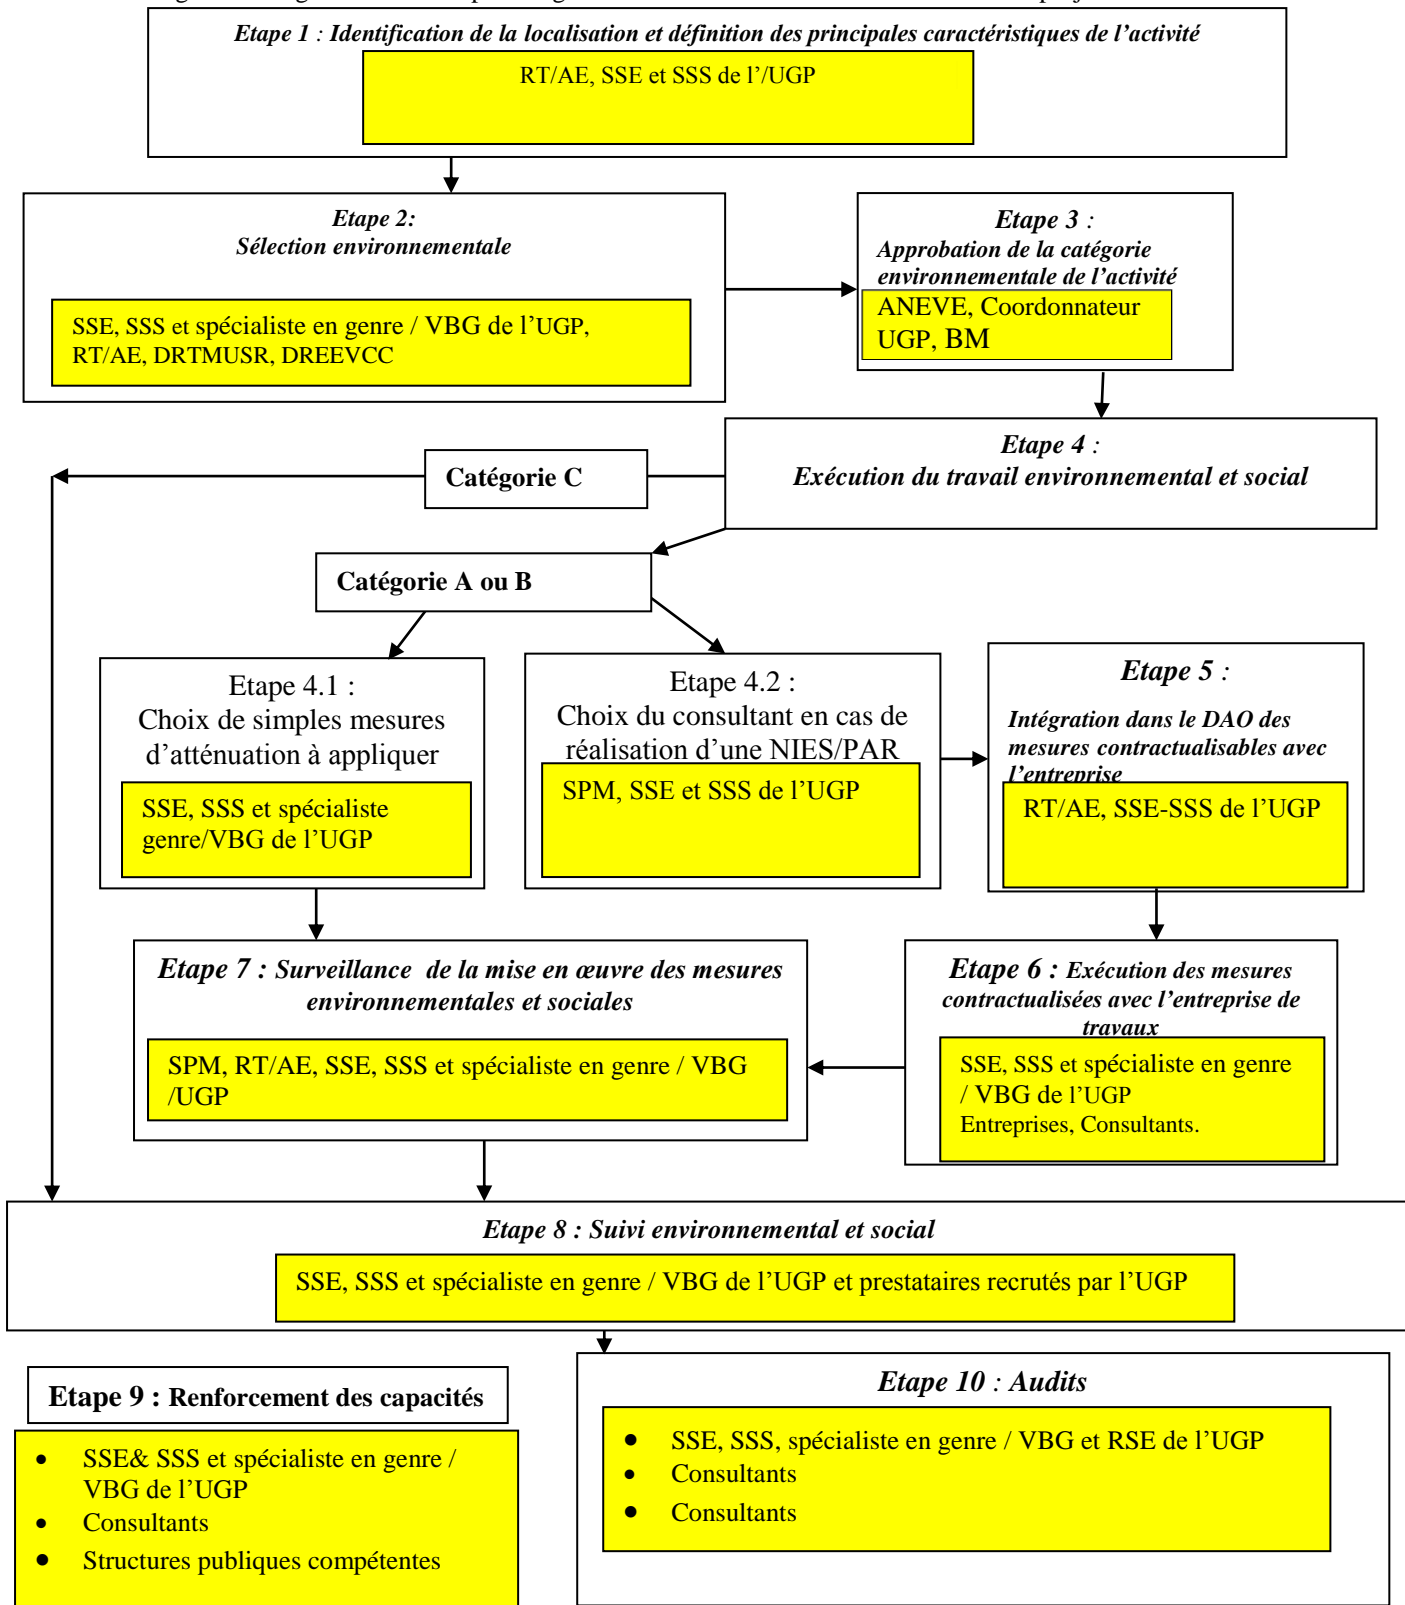 Etape 1 : Identification de la localisation et définition des principales caractéristiques de l’activité
RT/AE, SSE et SSS de l’/UGP
Etape 2:
Sélection environnementale
SSE, SSS et spécialiste en genre / VBG de l’UGP,
RT/AE, DRTMUSR, DREEVCC
Etape 3 :
Approbation de la catégorie
environnementale de l’activité
ANEVE, Coordonnateur
UGP, BM
Etape 4 :
Exécution du travail environnemental et social
Catégorie C
Catégorie A ou B
Etape 4.1 :
Choix de simples mesures
d’atténuation à appliquer
SSE, SSS et spécialiste
genre/VBG de l’UGP
Etape 4.2 :
Choix du consultant en cas de
réalisation d’une NIES/PAR
SPM, SSE et SSS de l’UGP
Etape 5 :
Intégration dans le DAO des
mesures contractualisables avec
l’entreprise
RT/AE, SSE-SSS de l’UGP
Etape 6 : Exécution des mesures
contractualisées avec l’entreprise de
travaux
SSE, SSS et spécialiste en genre
/ VBG de l’UGP
Entreprises, Consultants.
Etape 7 : Surveillance de la mise en œuvre des mesures
environnementales et sociales
SPM, RT/AE, SSE, SSS et spécialiste en genre / VBG
/UGP
Etape 8 : Suivi environnemental et social
SSE, SSS et spécialiste en genre / VBG de l’UGP et prestataires recrutés par l’UGP
Etape 9 : Renforcement des capacités
• SSE& SSS et spécialiste en genre /
VBG de l’UGP
• Consultants
• Structures publiques compétentes
Etape 10 : Audits
• SSE, SSS, spécialiste en genre / VBG et RSE de l’UGP
• Consultants
• Consultants